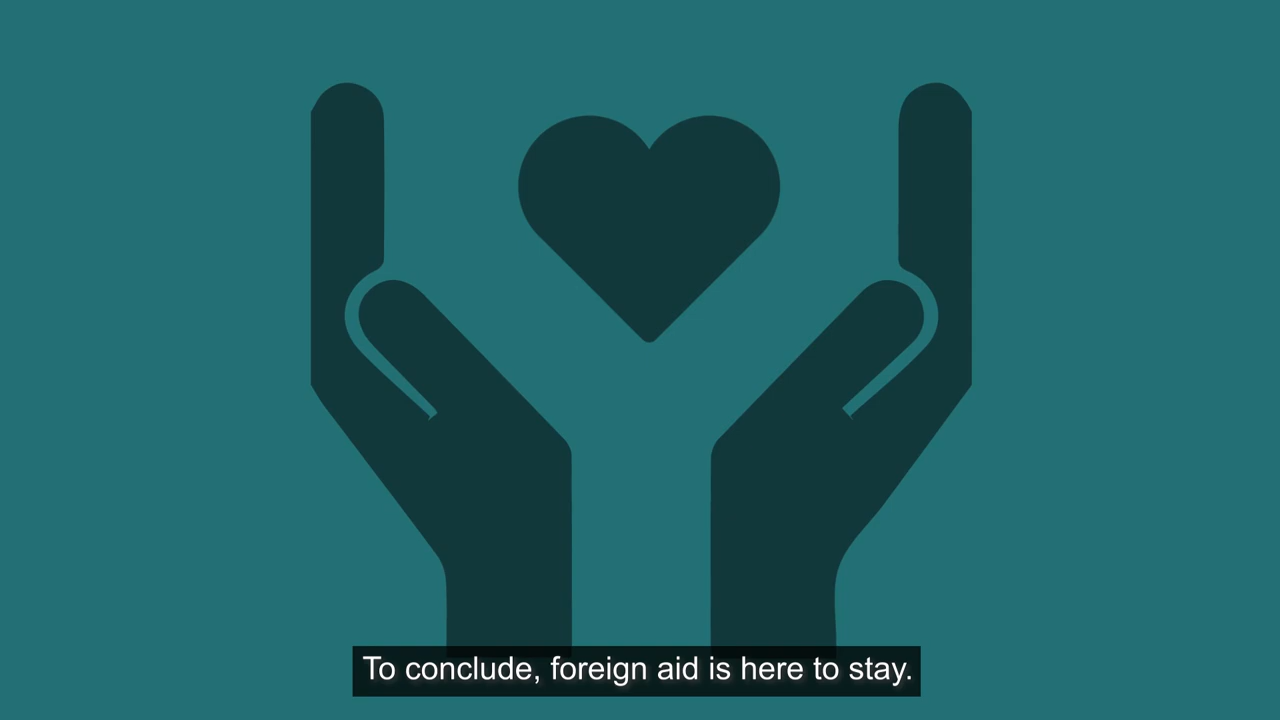 To conclude, foreign aid is here to stay.